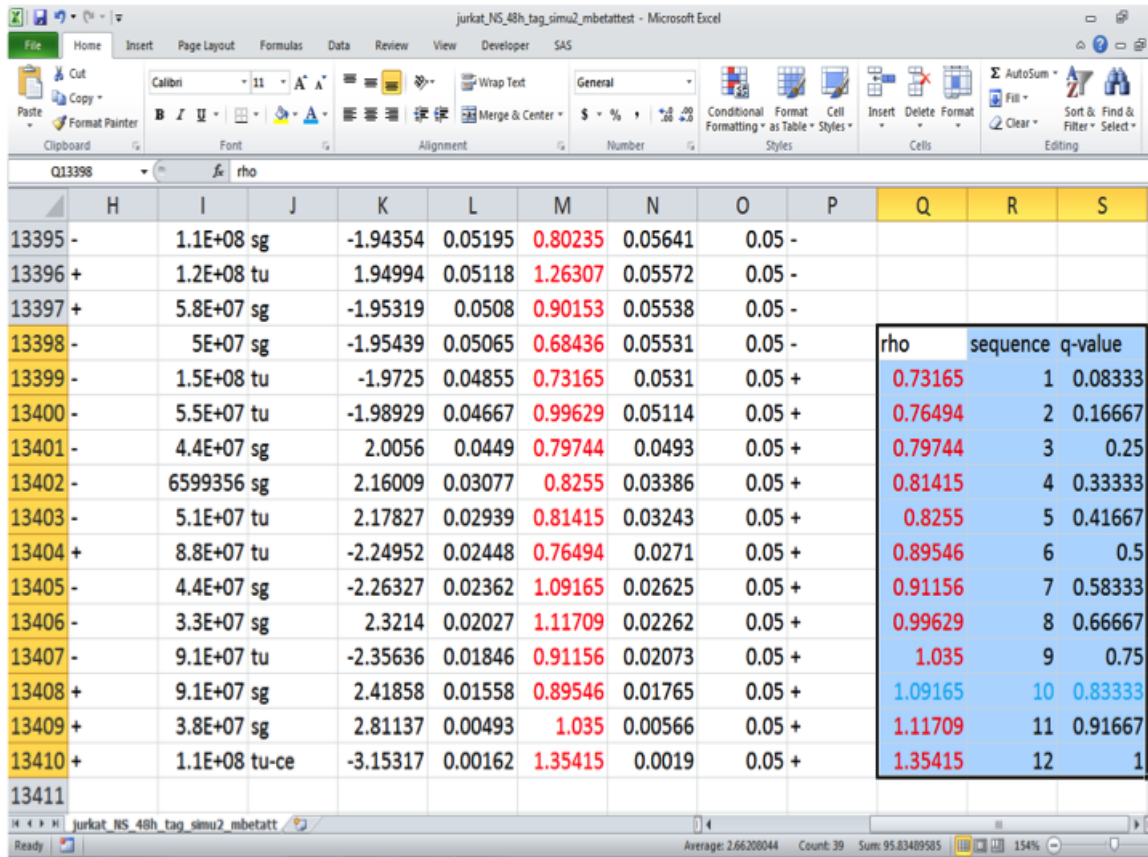 jurkat_NS_48h_tag_simu2_mbetattest - Microsoft Excel
File Home Insert Page Layout Formulas Data Review View Developer SAS
Paste Cut Copy Format Painter Clipboard
Calibri 11 A A B I U A Font
Wrap Text Merge & Center Alignment
General $ % , Number
Conditional Formatting Format as Table Cell Styles Styles
Insert Delete Format Cells
Σ AutoSum Fill Clear Sort & Filter Find & Select Editing
Q13398 fx rho
H I J K L M N O P Q R S
13395 - 1.1E+08 sg -1.94354 0.05195 0.80235 0.05641 0.05 -
13396 + 1.2E+08 tu 1.94994 0.05118 1.26307 0.05572 0.05 -
13397 + 5.8E+07 sg -1.95319 0.0508 0.90153 0.05538 0.05 -
13398 - 5E+07 sg -1.95439 0.05065 0.68436 0.05531 0.05 - rho sequence q-value
13399 - 1.5E+08 tu -1.9725 0.04855 0.73165 0.0531 0.05 + 0.73165 1 0.08333
13400 - 5.5E+07 tu -1.98929 0.04667 0.99629 0.05114 0.05 + 0.76494 2 0.16667
13401 - 4.4E+07 sg 2.0056 0.0449 0.79744 0.0493 0.05 + 0.79744 3 0.25
13402 - 6599356 sg 2.16009 0.03077 0.8255 0.03386 0.05 + 0.81415 4 0.33333
13403 - 5.1E+07 tu 2.17827 0.02939 0.81415 0.03243 0.05 + 0.8255 5 0.41667
13404 + 8.8E+07 tu -2.24952 0.02448 0.76494 0.0271 0.05 + 0.89546 6 0.5
13405 - 4.4E+07 sg -2.26327 0.02362 1.09165 0.02625 0.05 + 0.91156 7 0.58333
13406 - 3.3E+07 sg 2.3214 0.02027 1.11709 0.02262 0.05 + 0.99629 8 0.66667
13407 - 9.1E+07 tu -2.35636 0.01846 0.91156 0.02073 0.05 + 1.035 9 0.75
13408 + 9.1E+07 sg 2.41858 0.01558 0.89546 0.01765 0.05 + 1.09165 10 0.83333
13409 + 3.8E+07 sg 2.81137 0.00493 1.035 0.00566 0.05 + 1.11709 11 0.91667
13410 + 1.1E+08 tu-ce -3.15317 0.00162 1.35415 0.0019 0.05 + 1.35415 12 1
13411
jurkat_NS_48h_tag_simu2_mbetatt
Ready Average: 2.66208044 Count: 39 Sum: 95.83489585 154%